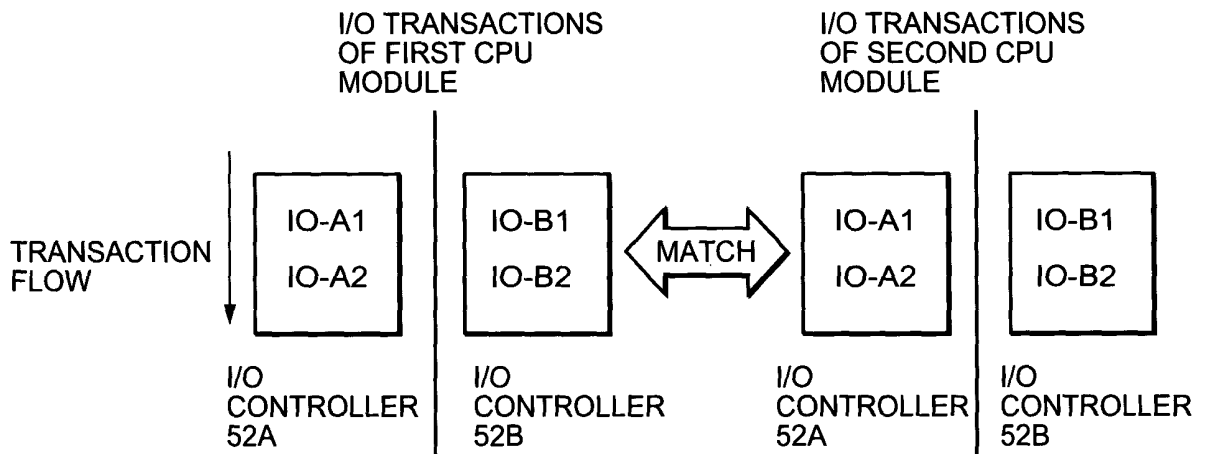 I/O TRANSACTIONS
OF FIRST CPU
MODULE
I/O TRANSACTIONS
OF SECOND CPU
MODULE
TRANSACTION
FLOW
IO-A1
IO-A2
IO-B1
IO-B2
MATCH
IO-A1
IO-A2
IO-B1
IO-B2
I/O
CONTROLLER
52A
I/O
CONTROLLER
52B
I/O
CONTROLLER
52A
I/O
CONTROLLER
52B